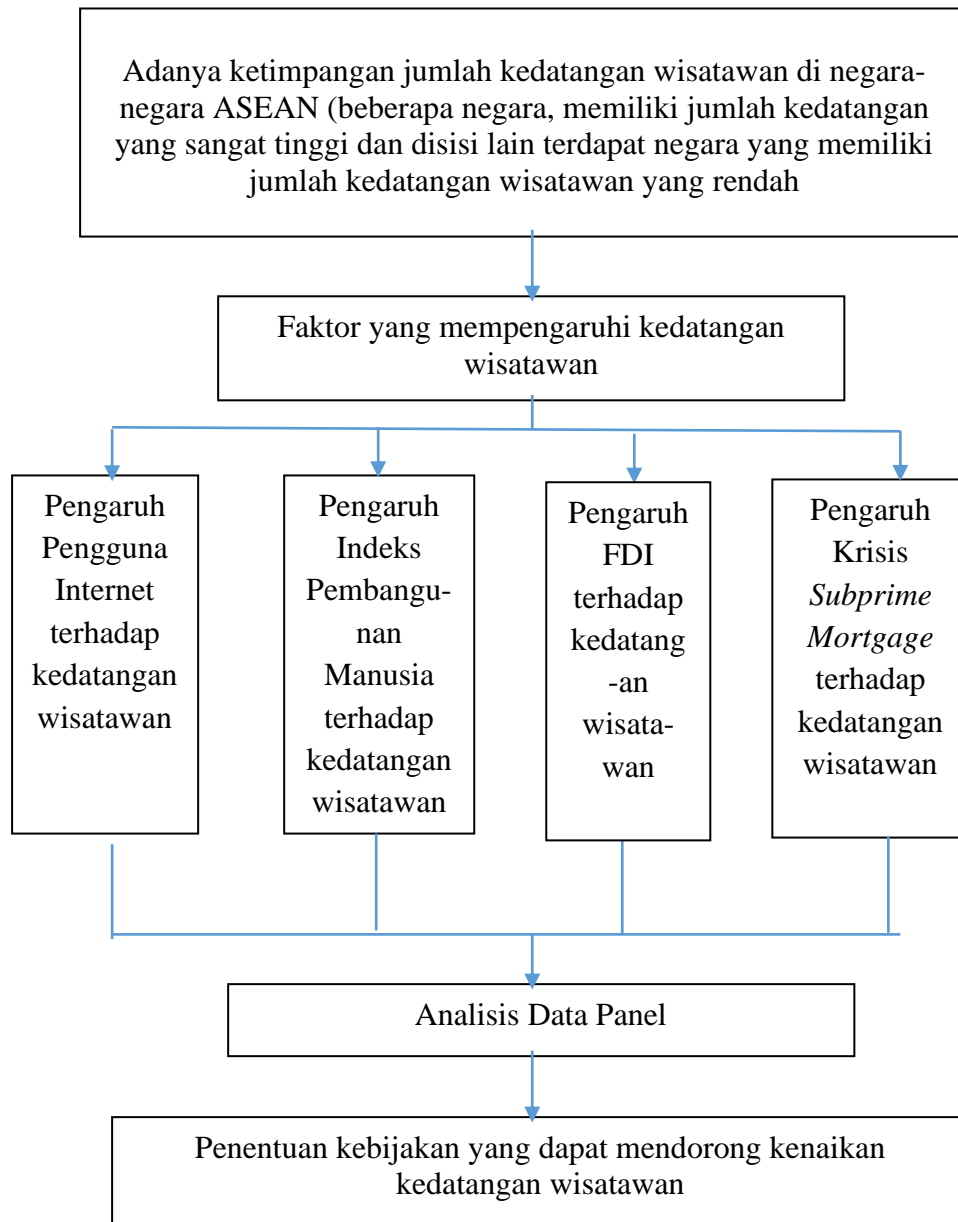 Adanya ketimpangan jumlah kedatangan wisatawan di negara-
negara ASEAN (beberapa negara, memiliki jumlah kedatangan
yang sangat tinggi dan disisi lain terdapat negara yang memiliki
jumlah kedatangan wisatawan yang rendah
Faktor yang mempengaruhi kedatangan
wisatawan
Pengaruh
Pengguna
Internet
terhadap
kedatangan
wisatawan
Pengaruh
Indeks
Pembangu-
nan
Manusia
terhadap
kedatangan
wisatawan
Pengaruh
FDI
terhadap
kedatang
-an
wisata-
wan
Pengaruh
Krisis
Subprime
Mortgage
terhadap
kedatangan
wisatawan
Analisis Data Panel
Penentuan kebijakan yang dapat mendorong kenaikan
kedatangan wisatawan